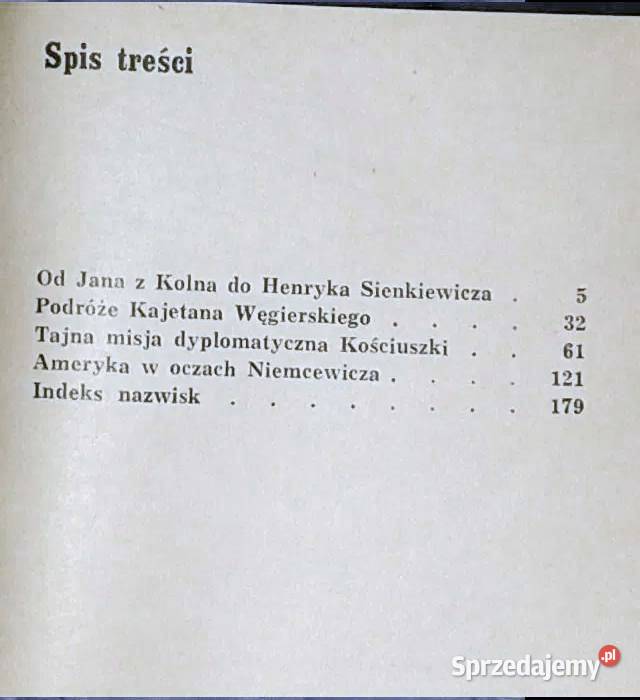 Spis treści
Od Jana z Kolna do Henryka Sienkiewicza . 5
Podróże Kajetana Węgierskiego . . . . 32
Tajna misja dyplomatyczna Kościuszki . . 61
Ameryka w oczach Niemcewicza . . . . 121
Indeks nazwisk . . . . . . . . 179
Sprzedajemy.pl